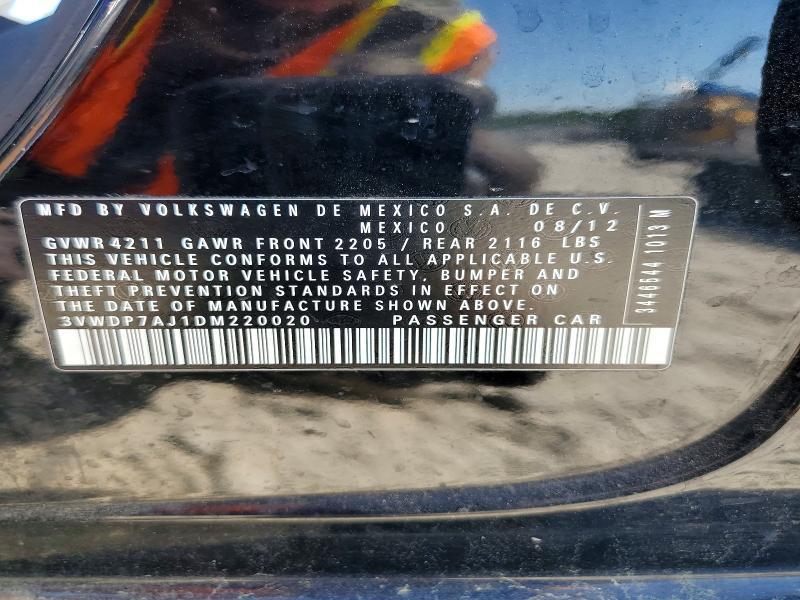 MFD BY VOLKSWAGEN DE MEXICO S.A. DE C.V.
MEXICO 08/12
GVWR 4211 GAWR FRONT 2205 / REAR 2116 LBS
THIS VEHICLE CONFORMS TO ALL APPLICABLE U.S.
FEDERAL MOTOR VEHICLE SAFETY, BUMPER AND
THEFT PREVENTION STANDARDS IN EFFECT ON
THE DATE OF MANUFACTURE SHOWN ABOVE.
3VWDP7AJ1DM220020 PASSENGER CAR
3446544 1013 M